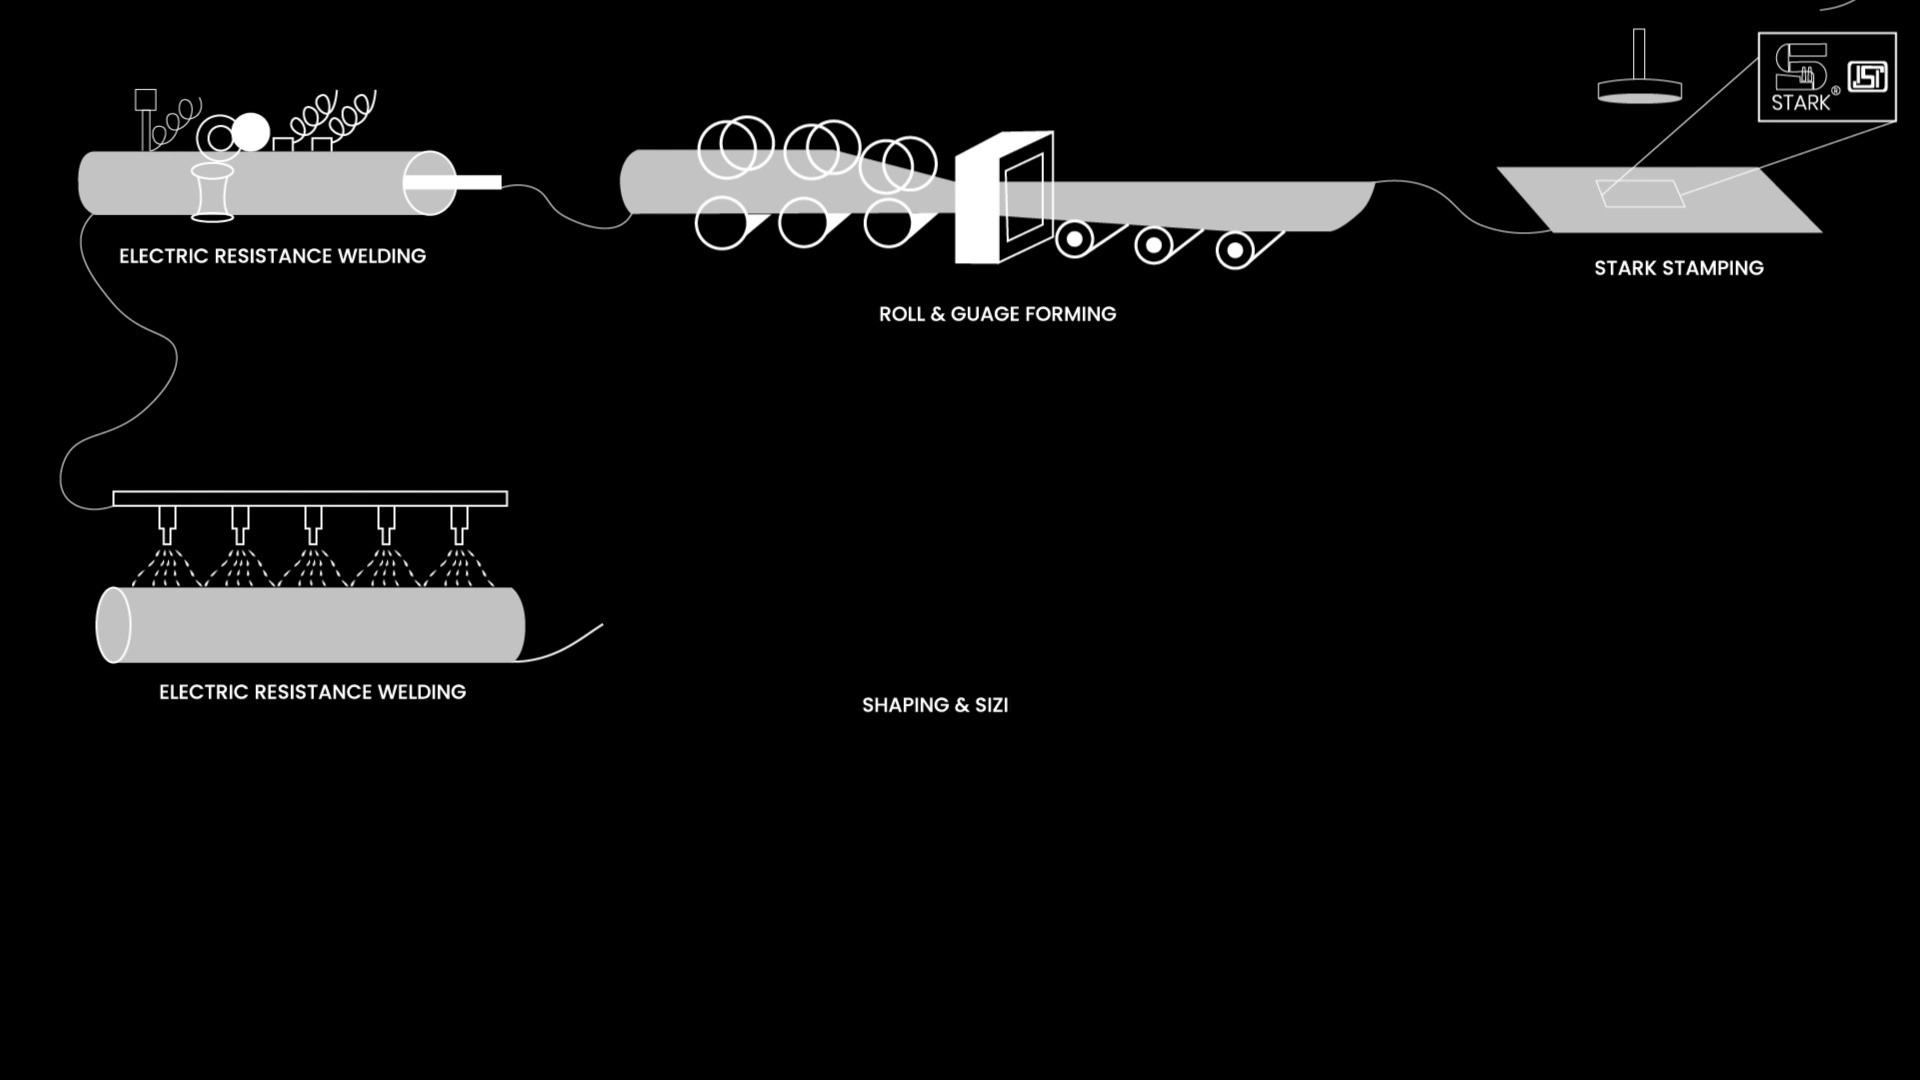 STARK®
ISI
ELECTRIC RESISTANCE WELDING
STARK STAMPING
ROLL & GUAGE FORMING
ELECTRIC RESISTANCE WELDING
SHAPING & SIZI